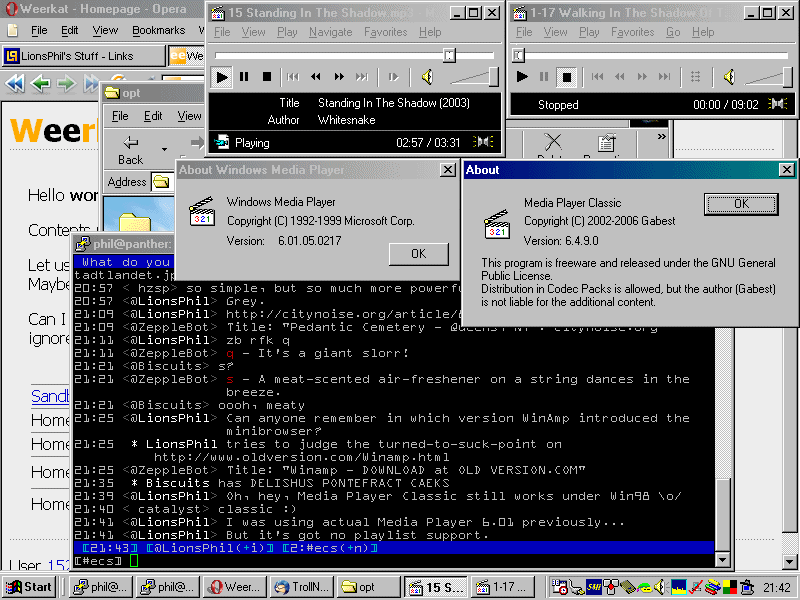 Weerkat - Homepage - Opera
File Edit View Bookmarks
LionsPhil's Stuff - Links
Weer
Hello
Contents
Let us
Maybe
Can I
ignore
Home
Home
Home
Home
User
opt
File Edit View
Back
Address
15 Standing In The Shadow.mp3
File View Play Navigate Favorites Help
Title Standing In The Shadow (2003)
Author Whitesnake
Playing 02:57 / 03:31
1-17 Walking In The Shadow Of
File View Play Favorites Go Help
Stopped 00:00 / 09:02
About Windows Media Player
321
Windows Media Player
Copyright (C) 1992-1999 Microsoft Corp.
Version: 6.01.05.0217
OK
About
321
Media Player Classic
Copyright (C) 2002-2006 Gabest
Version: 6.4.9.0
OK
This program is freeware and released under the GNU General
Public License.
Distribution in Codec Packs is allowed, but the author (Gabest)
is not liable for the additional content.
phil@panther:
What do you
tadtlandet.jp
20:57 < hzsp> so simple, but so much more powerfu
20:57 <@LionsPhil> Grey.
21:09 <@LionsPhil> http://citynoise.org/article/
21:09 <@ZeppleBot> Title: "Pedantic Cemetery - Queens NY : citynoise.org
21:11 <@LionsPhil> zb rfk q
21:11 <@ZeppleBot> q - It's a giant slorr!
21:21 <@Biscuits> s?
21:21 <@ZeppleBot> s - A meat-scented air-freshener on a string dances in the
breeze.
21:21 <@Biscuits> oooh, meaty
21:25 <@LionsPhil> Can anyone remember in which version WinAmp introduced the
minibrowser?
21:25 * LionsPhil tries to judge the turned-to-suck-point on
http://www.oldversion.com/Winamp.html
21:25 <@ZeppleBot> Title: "Winamp - DOWNLOAD at OLD VERSION.COM"
21:35 * Biscuits has DELISHUS PONTEFRACT CAEKS
21:39 <@LionsPhil> Oh, hey, Media Player Classic still works under Win98 \o/
21:40 < catalyst> classic :)
21:41 <@LionsPhil> I was using actual Media Player 6.01 previously...
21:41 <@LionsPhil> But it's got no playlist support.
[21:43] [@LionsPhil(+i)] [2:#ecs(+n)]
[#ecs]
Start phil@... phil@... Weer... TrollN... opt 15 S... 1-17 ... 21:42